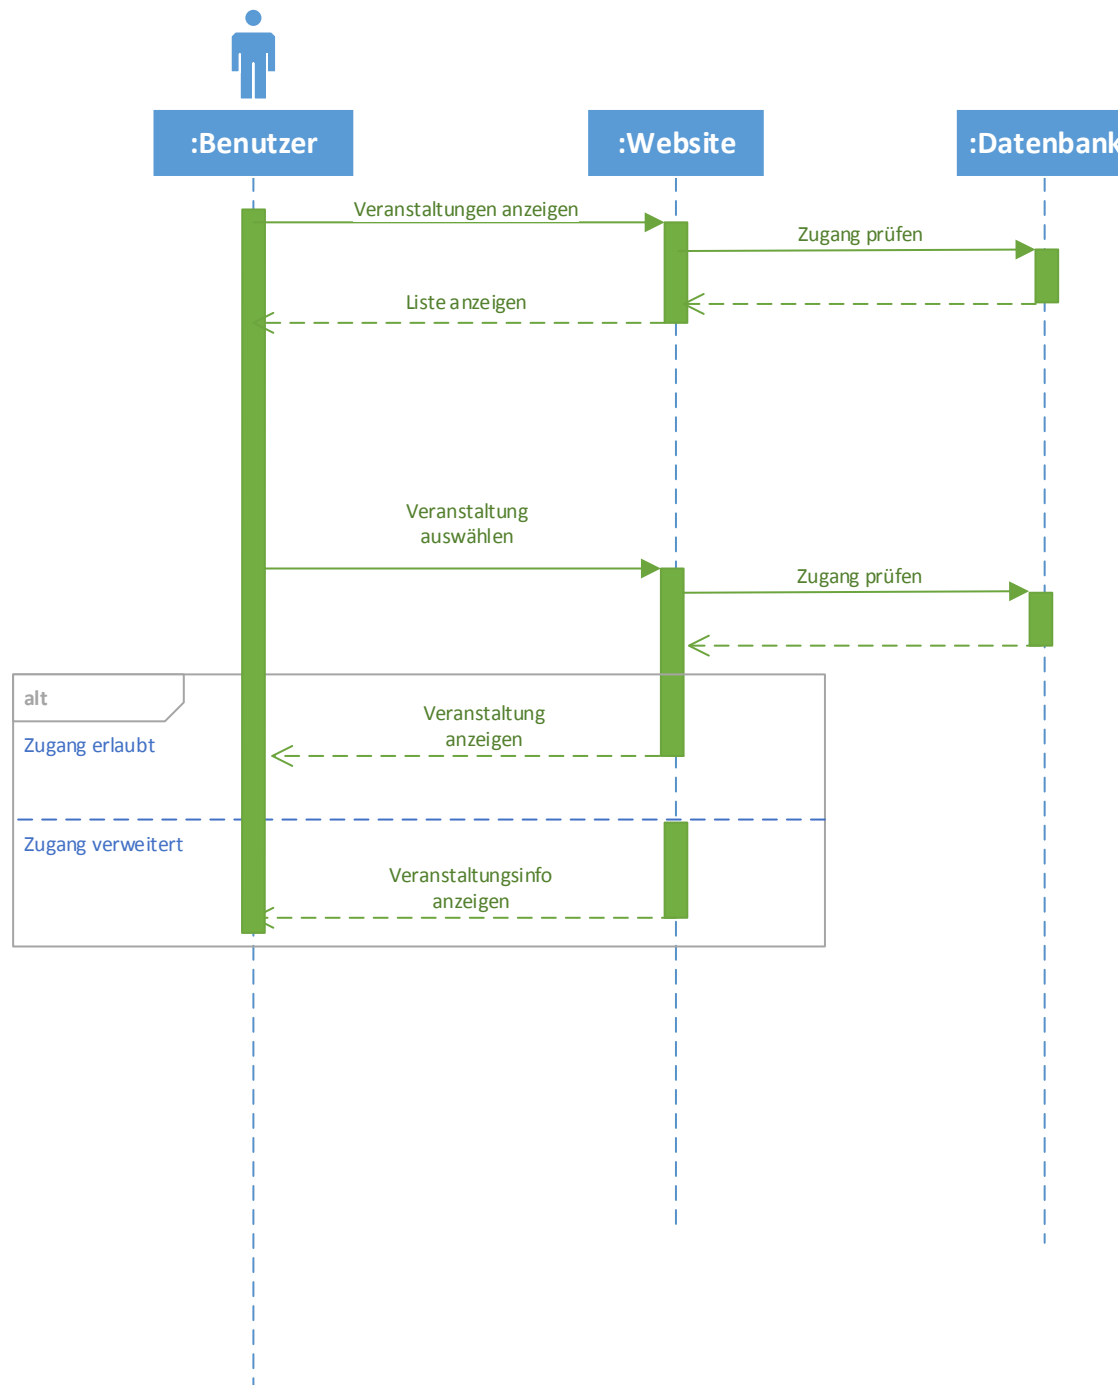 :Benutzer
:Website
:Datenbank
Veranstaltungen anzeigen
Zugang prüfen
Liste anzeigen
Veranstaltung
auswählen
Zugang prüfen
alt
Veranstaltung
anzeigen
Zugang erlaubt
Zugang verweitert
Veranstaltungsinfo
anzeigen